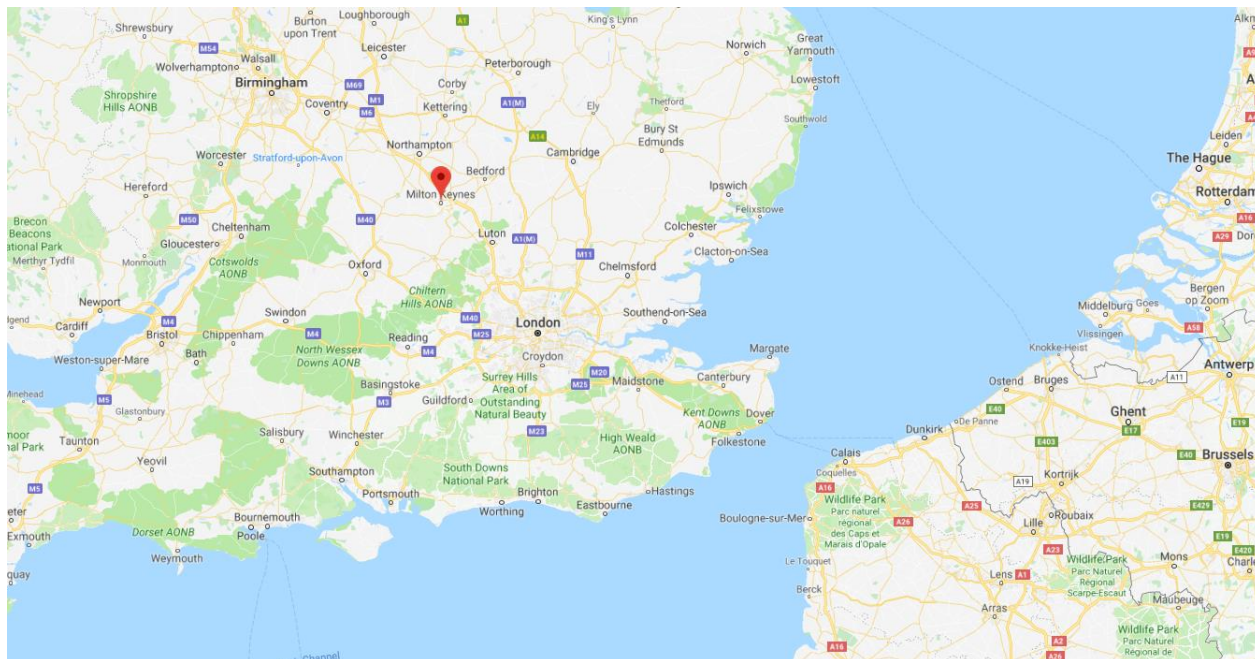 Shrewsbury
Burton
upon Trent
Loughborough
A1
King's Lynn
Norwich
Great
Yarmouth
M54
Walsall
Wolverhampton
Leicester
Peterborough
Lowestoft
Birmingham
M69
Corby
Shropshire
Hills AONB
Coventry
M1
M6
Kettering
A1(M)
Ely
Thetford
Southwold
Leiden
A14
Bury St
Edmunds
Northampton
Cambridge
Worcester
Stratford-upon-Avon
The Hague
Bedford
Hereford
Milton Keynes
Ipswich
Rotterdam
Felixstowe
A16
Brecon
Beacons
M50
Cheltenham
M40
Colchester
A29
Gloucester
Luton
A1(M)
M11
Clacton-on-Sea
Merthyr Tydfil
Monmouth
Cotswolds
AONB
Oxford
Chelmsford
Bergen
op Zoom
Chiltern
Hills AONB
Newport
Swindon
Southend-on-Sea
Middelburg
Goes
Cardiff
M4
M40
London
Vlissingen
A58
Bristol
Chippenham
M4
M25
Reading
M4
Knokke-Heist
Weston-super-Mare
Bath
North Wessex
Downs AONB
Croydon
Margate
M20
Antwerp
Minehead
Basingstoke
Surrey Hills
Area of
Outstanding
Natural Beauty
M25
Maidstone
Canterbury
Ostend
Bruges
A11
M5
M3
Guildford
E40
Glastonbury
Kent Downs
AONB
Dover
De Panne
Ghent
E17
E19
Taunton
Salisbury
Winchester
M23
High Weald
AONB
Folkestone
Dunkirk
E403
Yeovil
Calais
E40
Brussels
Coquelles
Southampton
South Downs
National Park
Kortrijk
M5
A16
A19
Portsmouth
Brighton
Hastings
Wildlife Park
Parc naturel
régional
des Caps et
Marais d'Opale
A25
Worthing
Eastbourne
E429
Bournemouth
Poole
Boulogne-sur-Mer
A26
Roubaix
Lille
Exmouth
Dorset AONB
E19
Weymouth
A23
E420
Mons
Le Touquet
Wildlife Park
Parc Naturel
Régional
Scarpe-Escaut
Lens
A1
Berck
Arras
Maubeuge
Wildlife Park
Parc Naturel
Régional de
A16
A2
A26
Channel